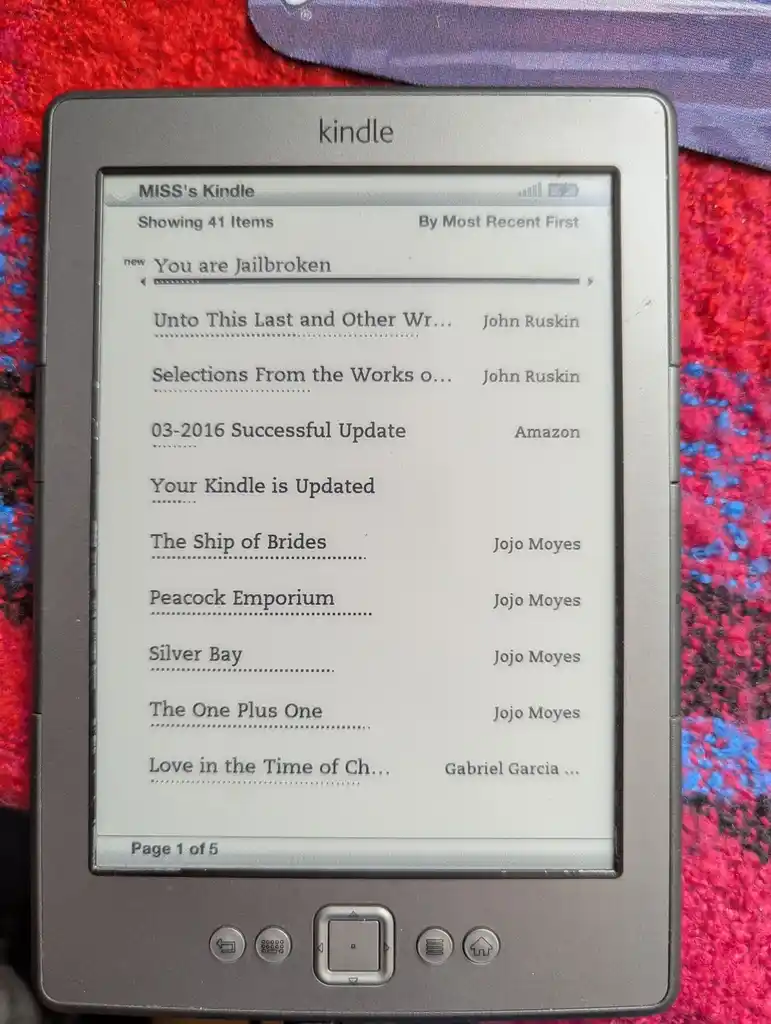 kindle
MISS's Kindle
Showing 41 Items By Most Recent First
new You are Jailbroken
Unto This Last and Other Wr... John Ruskin
Selections From the Works o... John Ruskin
03-2016 Successful Update Amazon
Your Kindle is Updated
The Ship of Brides Jojo Moyes
Peacock Emporium Jojo Moyes
Silver Bay Jojo Moyes
The One Plus One Jojo Moyes
Love in the Time of Ch... Gabriel Garcia ...
Page 1 of 5